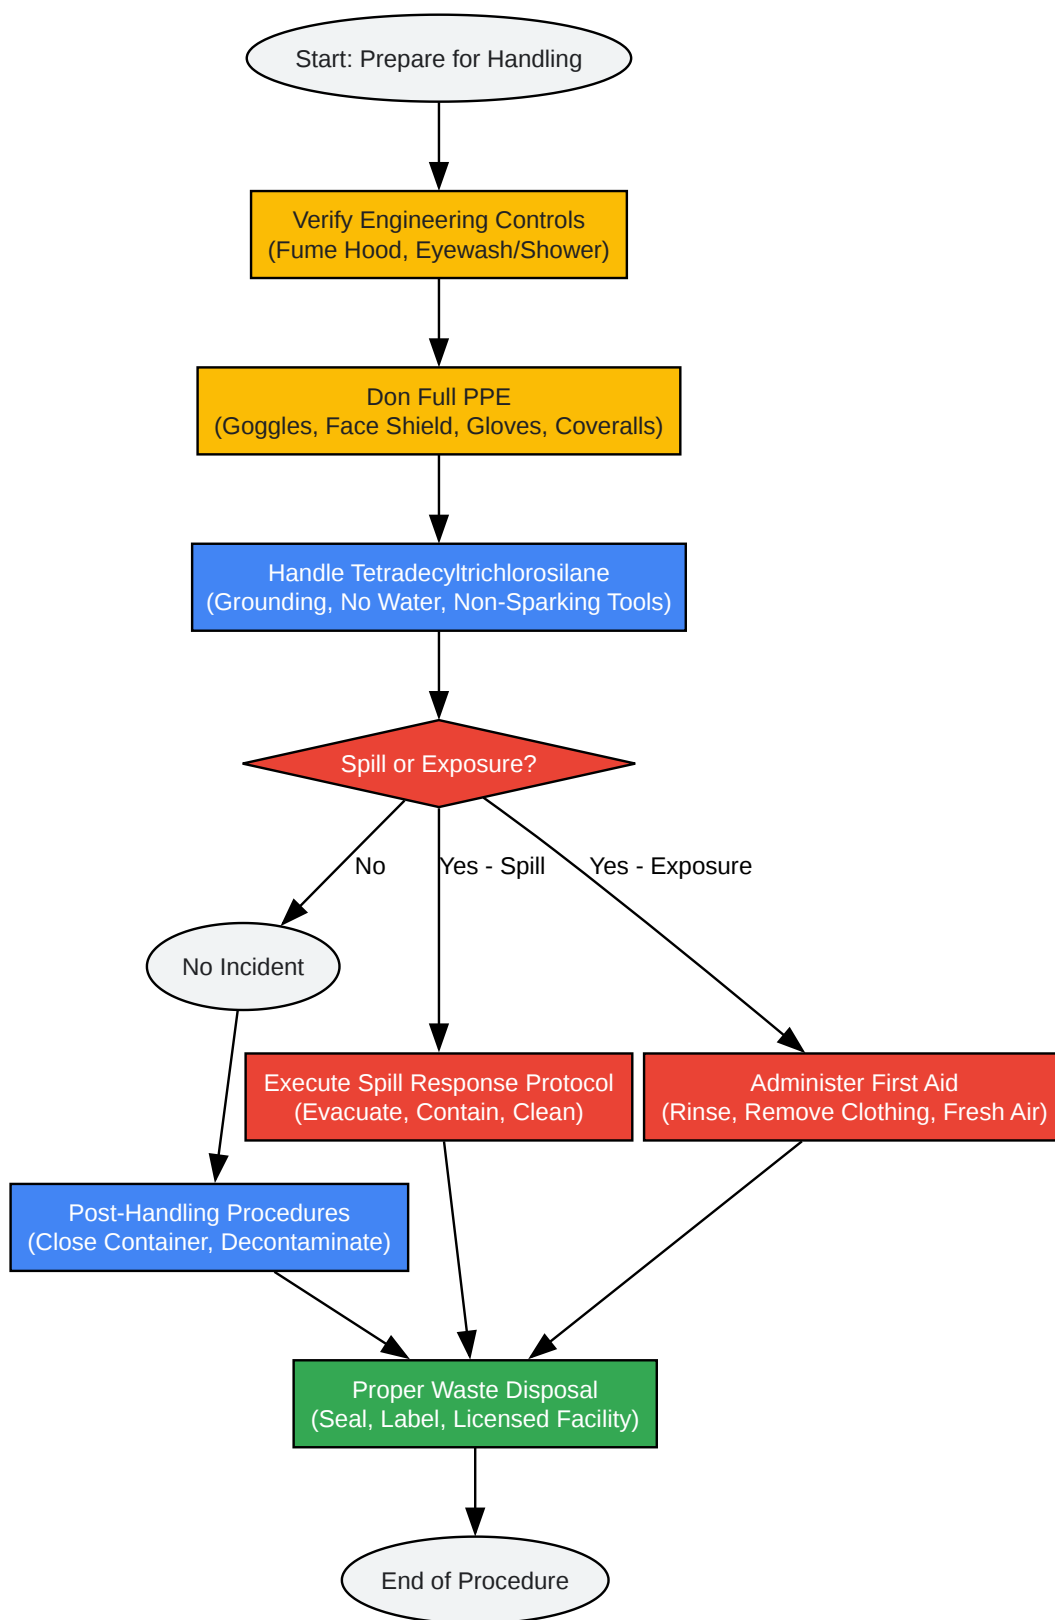 Start: Prepare for Handling
Verify Engineering Controls
(Fume Hood, Eyewash/Shower)
Don Full PPE
(Goggles, Face Shield, Gloves, Coveralls)
Handle Tetradecyltrichlorosilane
(Grounding, No Water, Non-Sparking Tools)
Spill or Exposure?
No
Yes - Spill
Yes - Exposure
No Incident
Execute Spill Response Protocol
(Evacuate, Contain, Clean)
Administer First Aid
(Rinse, Remove Clothing, Fresh Air)
Post-Handling Procedures
(Close Container, Decontaminate)
Proper Waste Disposal
(Seal, Label, Licensed Facility)
End of Procedure